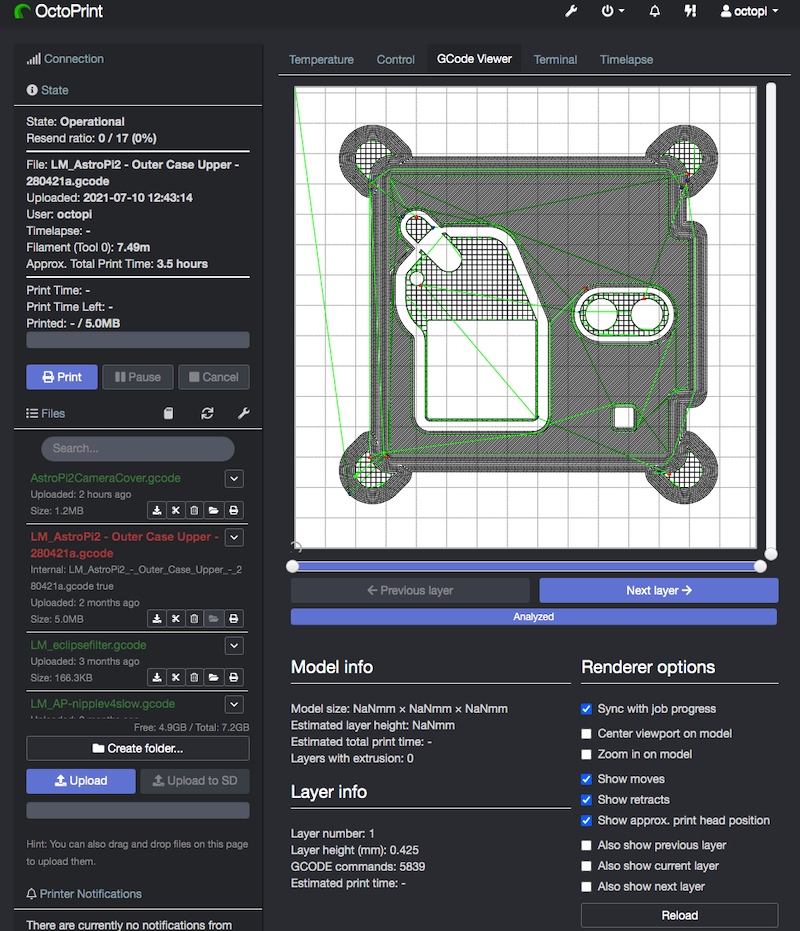 OctoPrint
octopi
Connection
State
State: Operational
Resend ratio: 0 / 17 (0%)
File: LM_AstroPi2 - Outer Case Upper -
280421a.gcode
Uploaded: 2021-07-10 12:43:14
User: octopi
Timelapse: -
Filament (Tool 0): 7.49m
Approx. Total Print Time: 3.5 hours
Print Time: -
Print Time Left: -
Printed: - / 5.0MB
Print
Pause
Cancel
Files
Search...
AstroPi2CameraCover.gcode
Uploaded: 2 hours ago
Size: 1.2MB
LM_AstroPi2 - Outer Case Upper -
280421a.gcode
Internal: LM_AstroPi2_-_Outer_Case_Upper_-_2
80421a.gcode true
Uploaded: 2 months ago
Size: 5.0MB
LM_eclipsefilter.gcode
Uploaded: 3 months ago
Size: 166.3KB
LM_AP-nipplev4slow.gcode
Free: 4.9GB / Total: 7.2GB
Create folder...
Upload
Upload to SD
Hint: You can also drag and drop files on this page
to upload them.
Printer Notifications
There are currently no notifications from
Temperature
Control
GCode Viewer
Terminal
Timelapse
Previous layer
Next layer
Analyzed
Model info
Model size: NaNmm × NaNmm × NaNmm
Estimated layer height: NaNmm
Estimated total print time: -
Layers with extrusion: 0
Layer info
Layer number: 1
Layer height (mm): 0.425
GCODE commands: 5839
Estimated print time: -
Renderer options
Sync with job progress
Center viewport on model
Zoom in on model
Show moves
Show retracts
Show approx. print head position
Also show previous layer
Also show current layer
Also show next layer
Reload